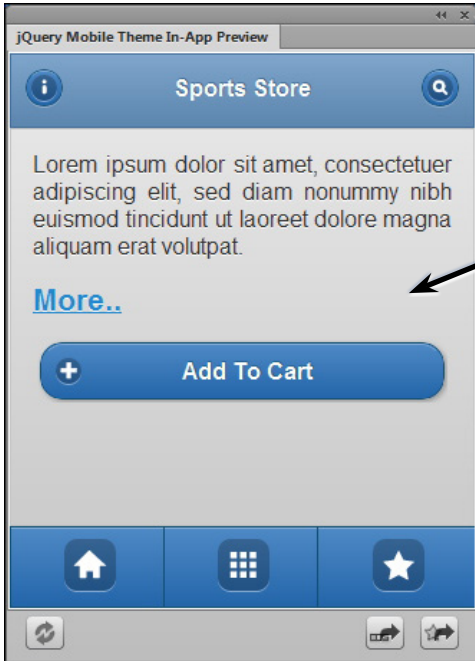 jQuery Mobile Theme In-App Preview
Sports Store
Lorem ipsum dolor sit amet, consectetuer
adipiscing elit, sed diam nonummy nibh
euismod tincidunt ut laoreet dolore magna
aliquam erat volutpat.
More..
Add To Cart